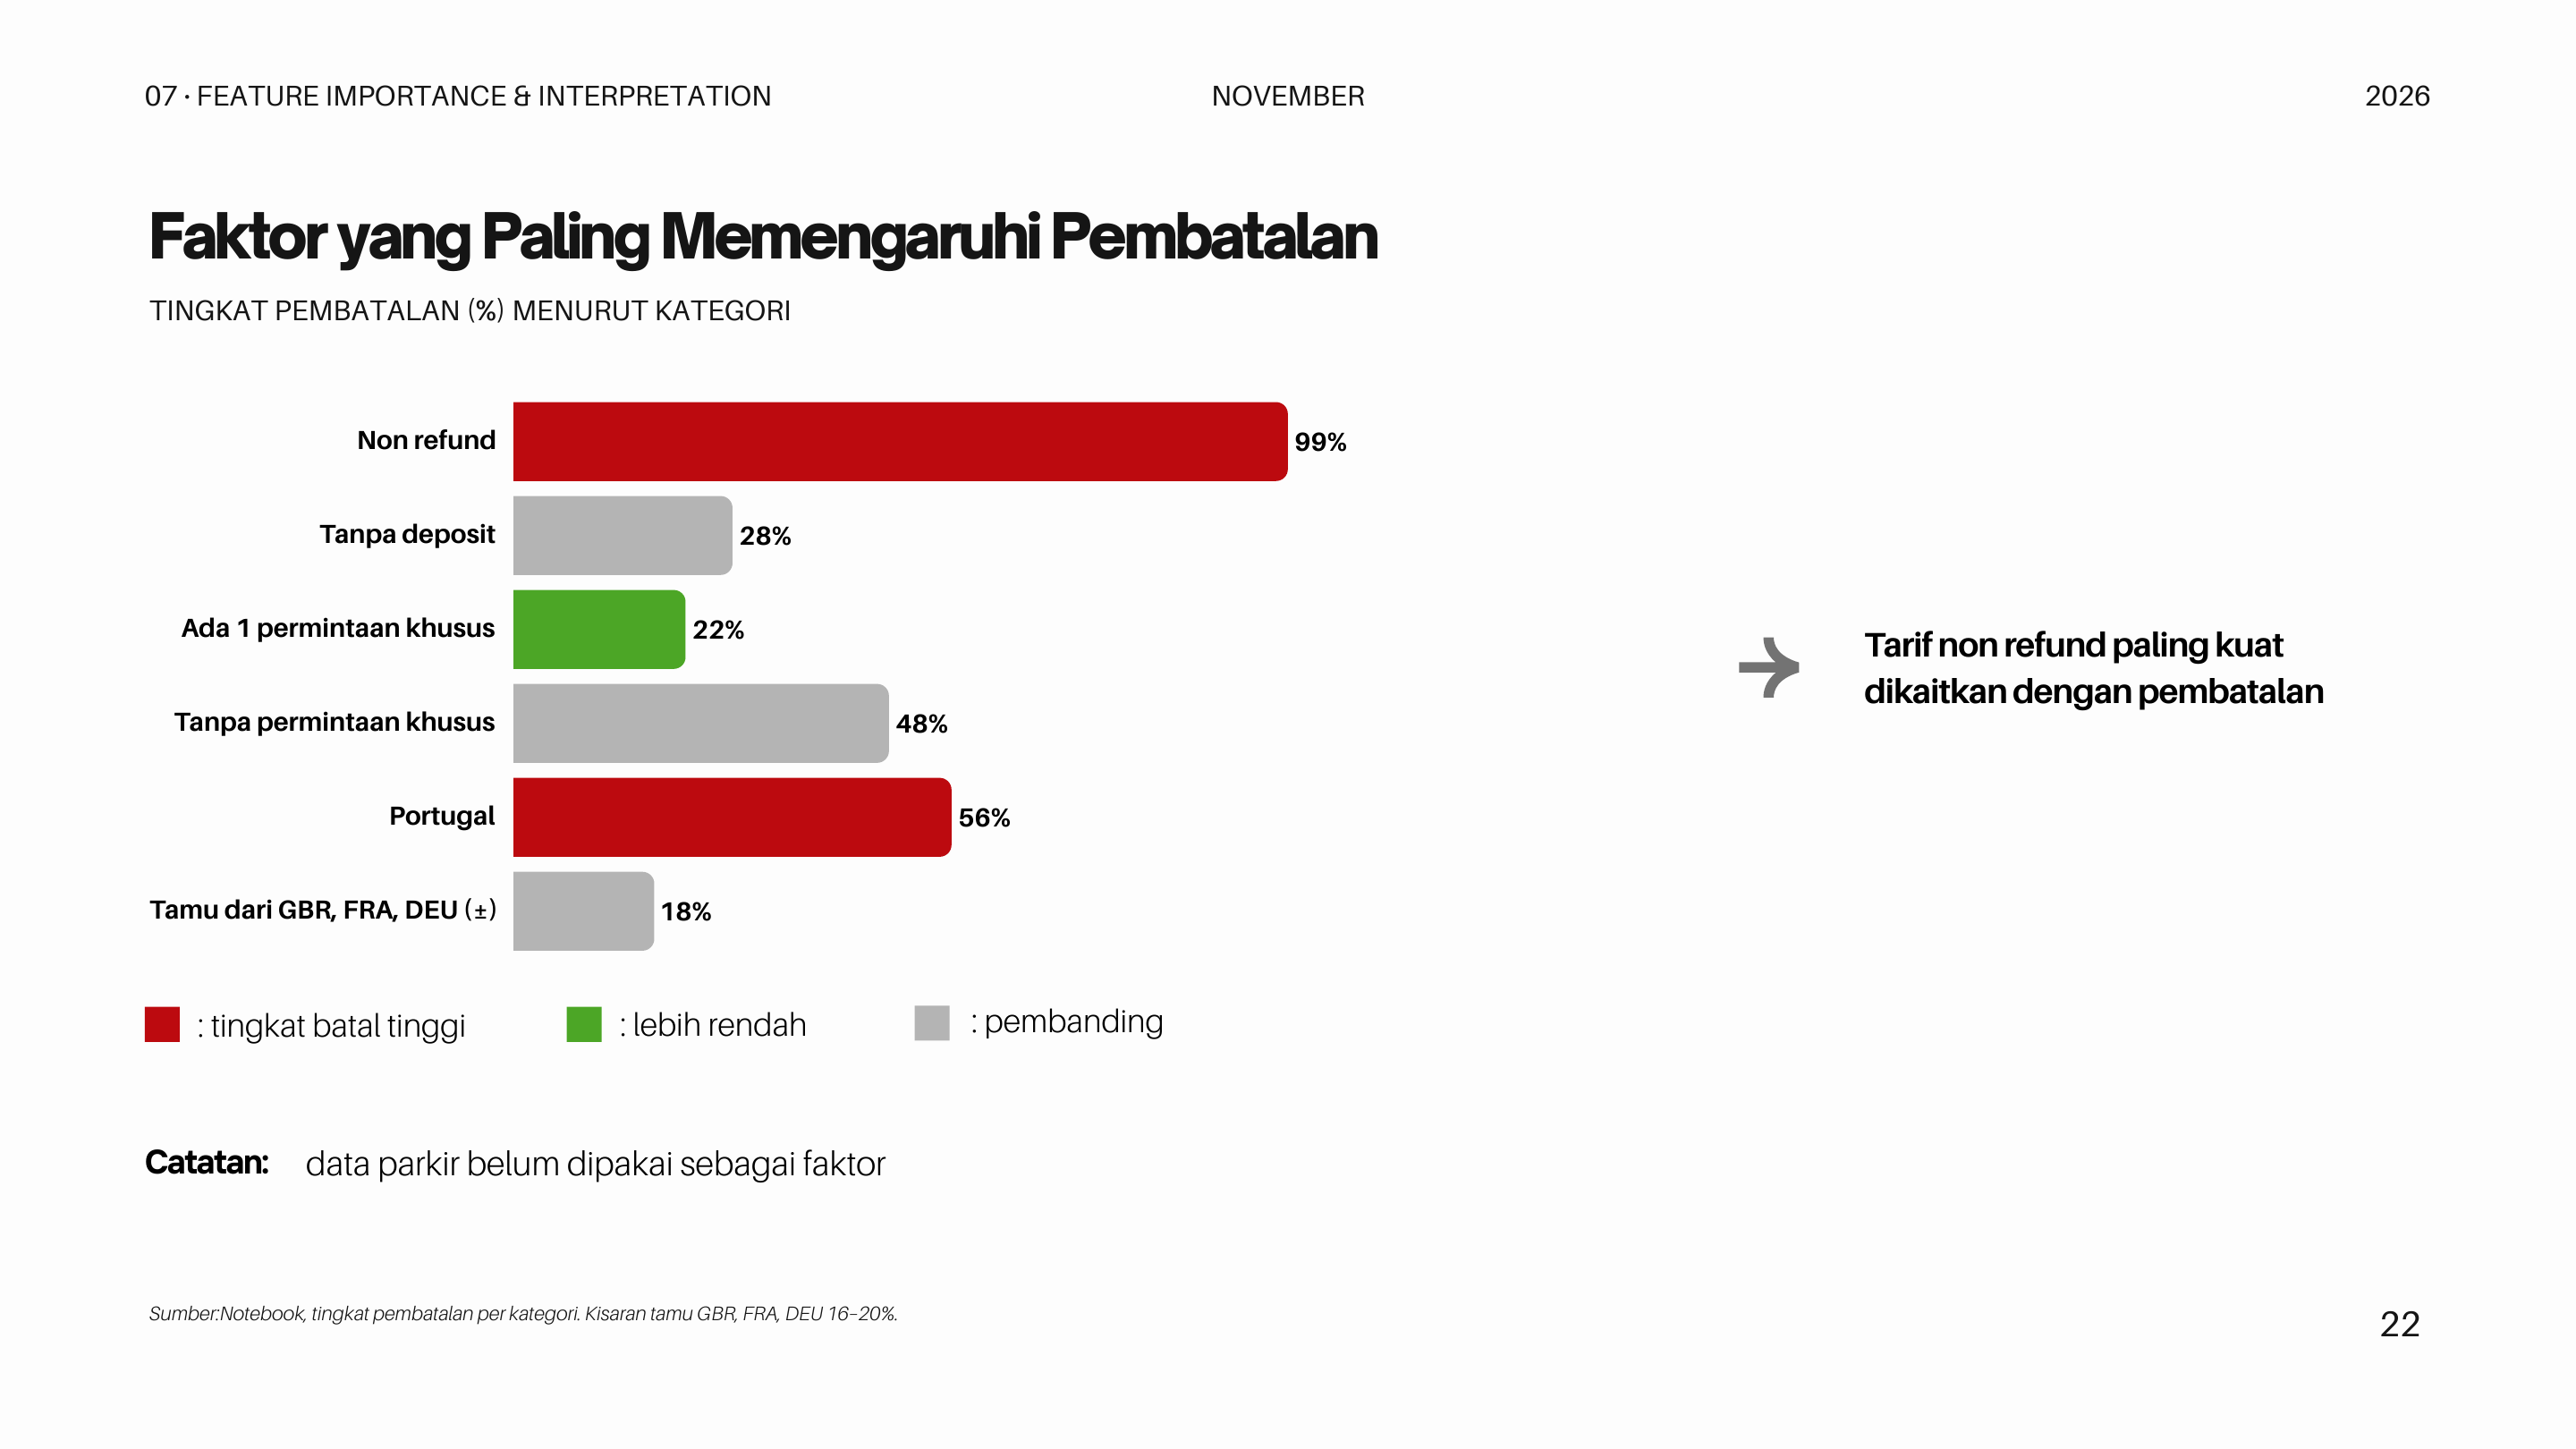 07 · FEATURE IMPORTANCE & INTERPRETATION
NOVEMBER
2026
Faktor yang Paling Memengaruhi Pembatalan
TINGKAT PEMBATALAN (%) MENURUT KATEGORI
Non refund 99%
Tanpa deposit 28%
Ada 1 permintaan khusus 22%
Tanpa permintaan khusus 48%
Portugal 56%
Tamu dari GBR, FRA, DEU (±) 18%
: tingkat batal tinggi
: lebih rendah
: pembanding
Tarif non refund paling kuat
dikaitkan dengan pembatalan
Catatan: data parkir belum dipakai sebagai faktor
Sumber:Notebook, tingkat pembatalan per kategori. Kisaran tamu GBR, FRA, DEU 16–20%.
22